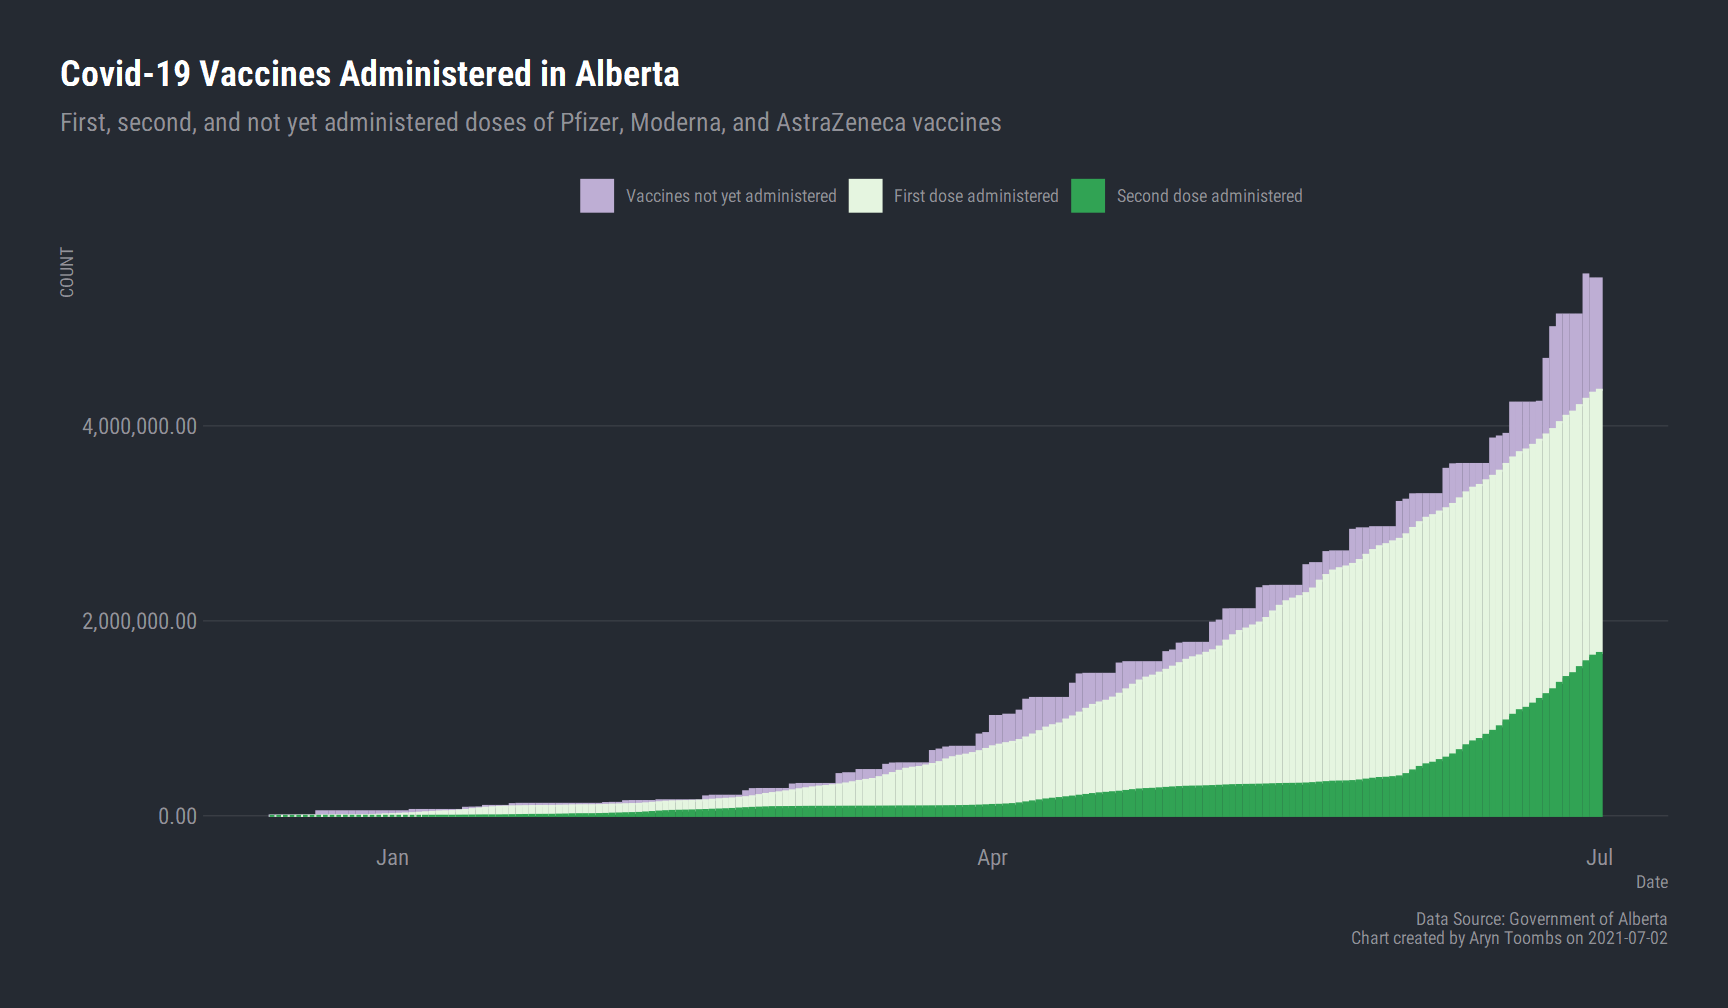 Covid-19 Vaccines Administered in Alberta
First, second, and not yet administered doses of Pfizer, Moderna, and AstraZeneca vaccines
Vaccines not yet administered
First dose administered
Second dose administered
COUNT
4,000,000.00
2,000,000.00
0.00
Jan
Apr
Jul
Date
Data Source: Government of Alberta
Chart created by Aryn Toombs on 2021-07-02